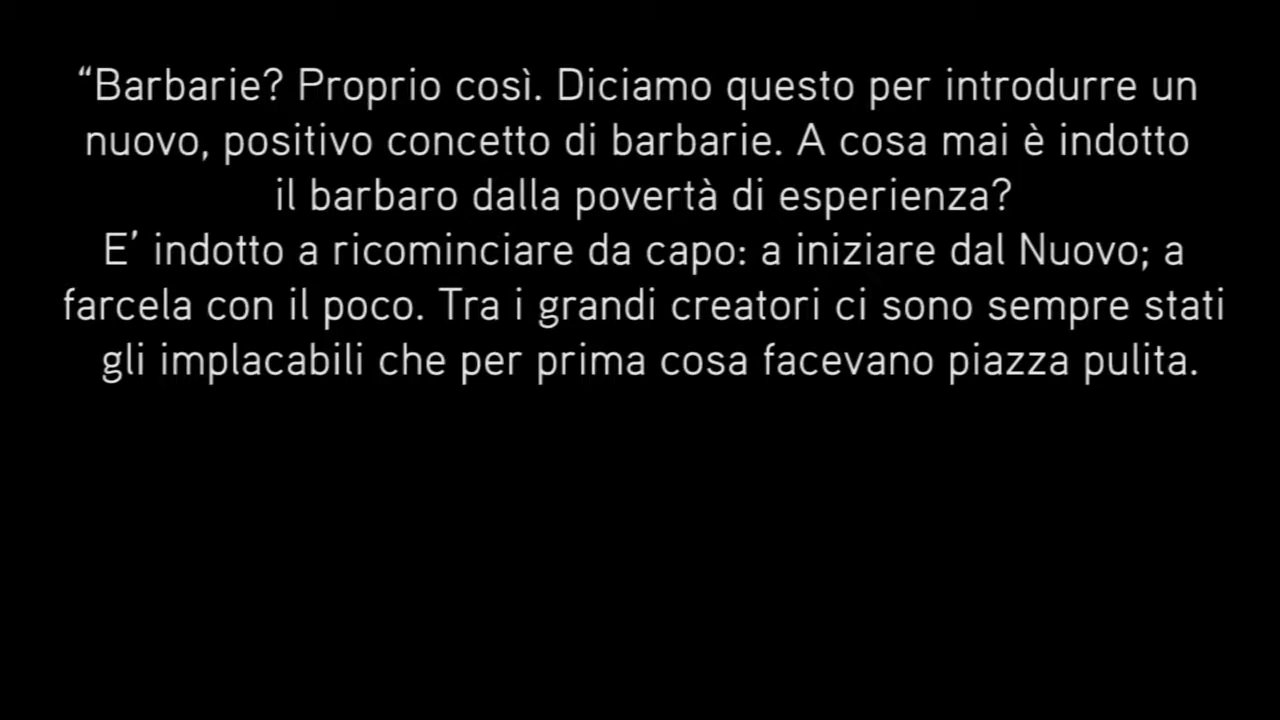 “Barbarie? Proprio così. Diciamo questo per introdurre un
nuovo, positivo concetto di barbarie. A cosa mai è indotto
il barbaro dalla povertà di esperienza?
E’ indotto a ricominciare da capo: a iniziare dal Nuovo; a
farcela con il poco. Tra i grandi creatori ci sono sempre stati
gli implacabili che per prima cosa facevano piazza pulita.